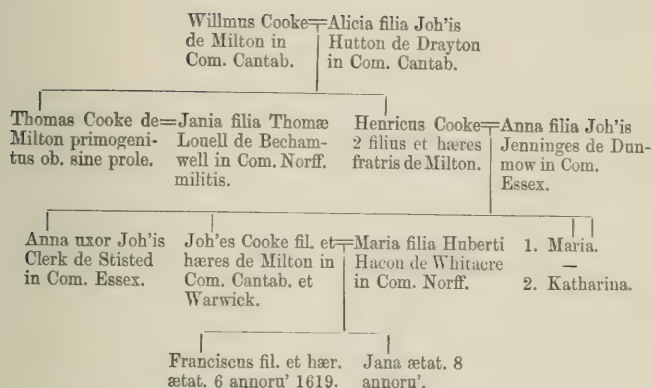 Willmus Cooke=Alicia filia Joh'is
de Milton in Hutton de Drayton
Com. Cantab. in Com. Cantab.
Thomas Cooke de=Jania filia Thomæ Henricus Cooke=Anna filia Joh'is
Milton primogeni- Louell de Becham- 2 filius et hæres Jenninges de Dun-
tus ob. sine prole. well in Com. Norff. fratris de Milton. mow in Com.
militis. Essex.
Anna uxor Joh'is Joh'es Cooke fil. et=Maria filia Huberti 1. Maria.
Clerk de Stisted hæres de Milton in Hacon de Whitacre —
in Com. Essex. Com. Cantab. et in Com. Norff. 2. Katharina.
Warwick.
Franciscus fil. et hær. Jana ætat. 8
ætat. 6 annoru' 1619. annoru'.